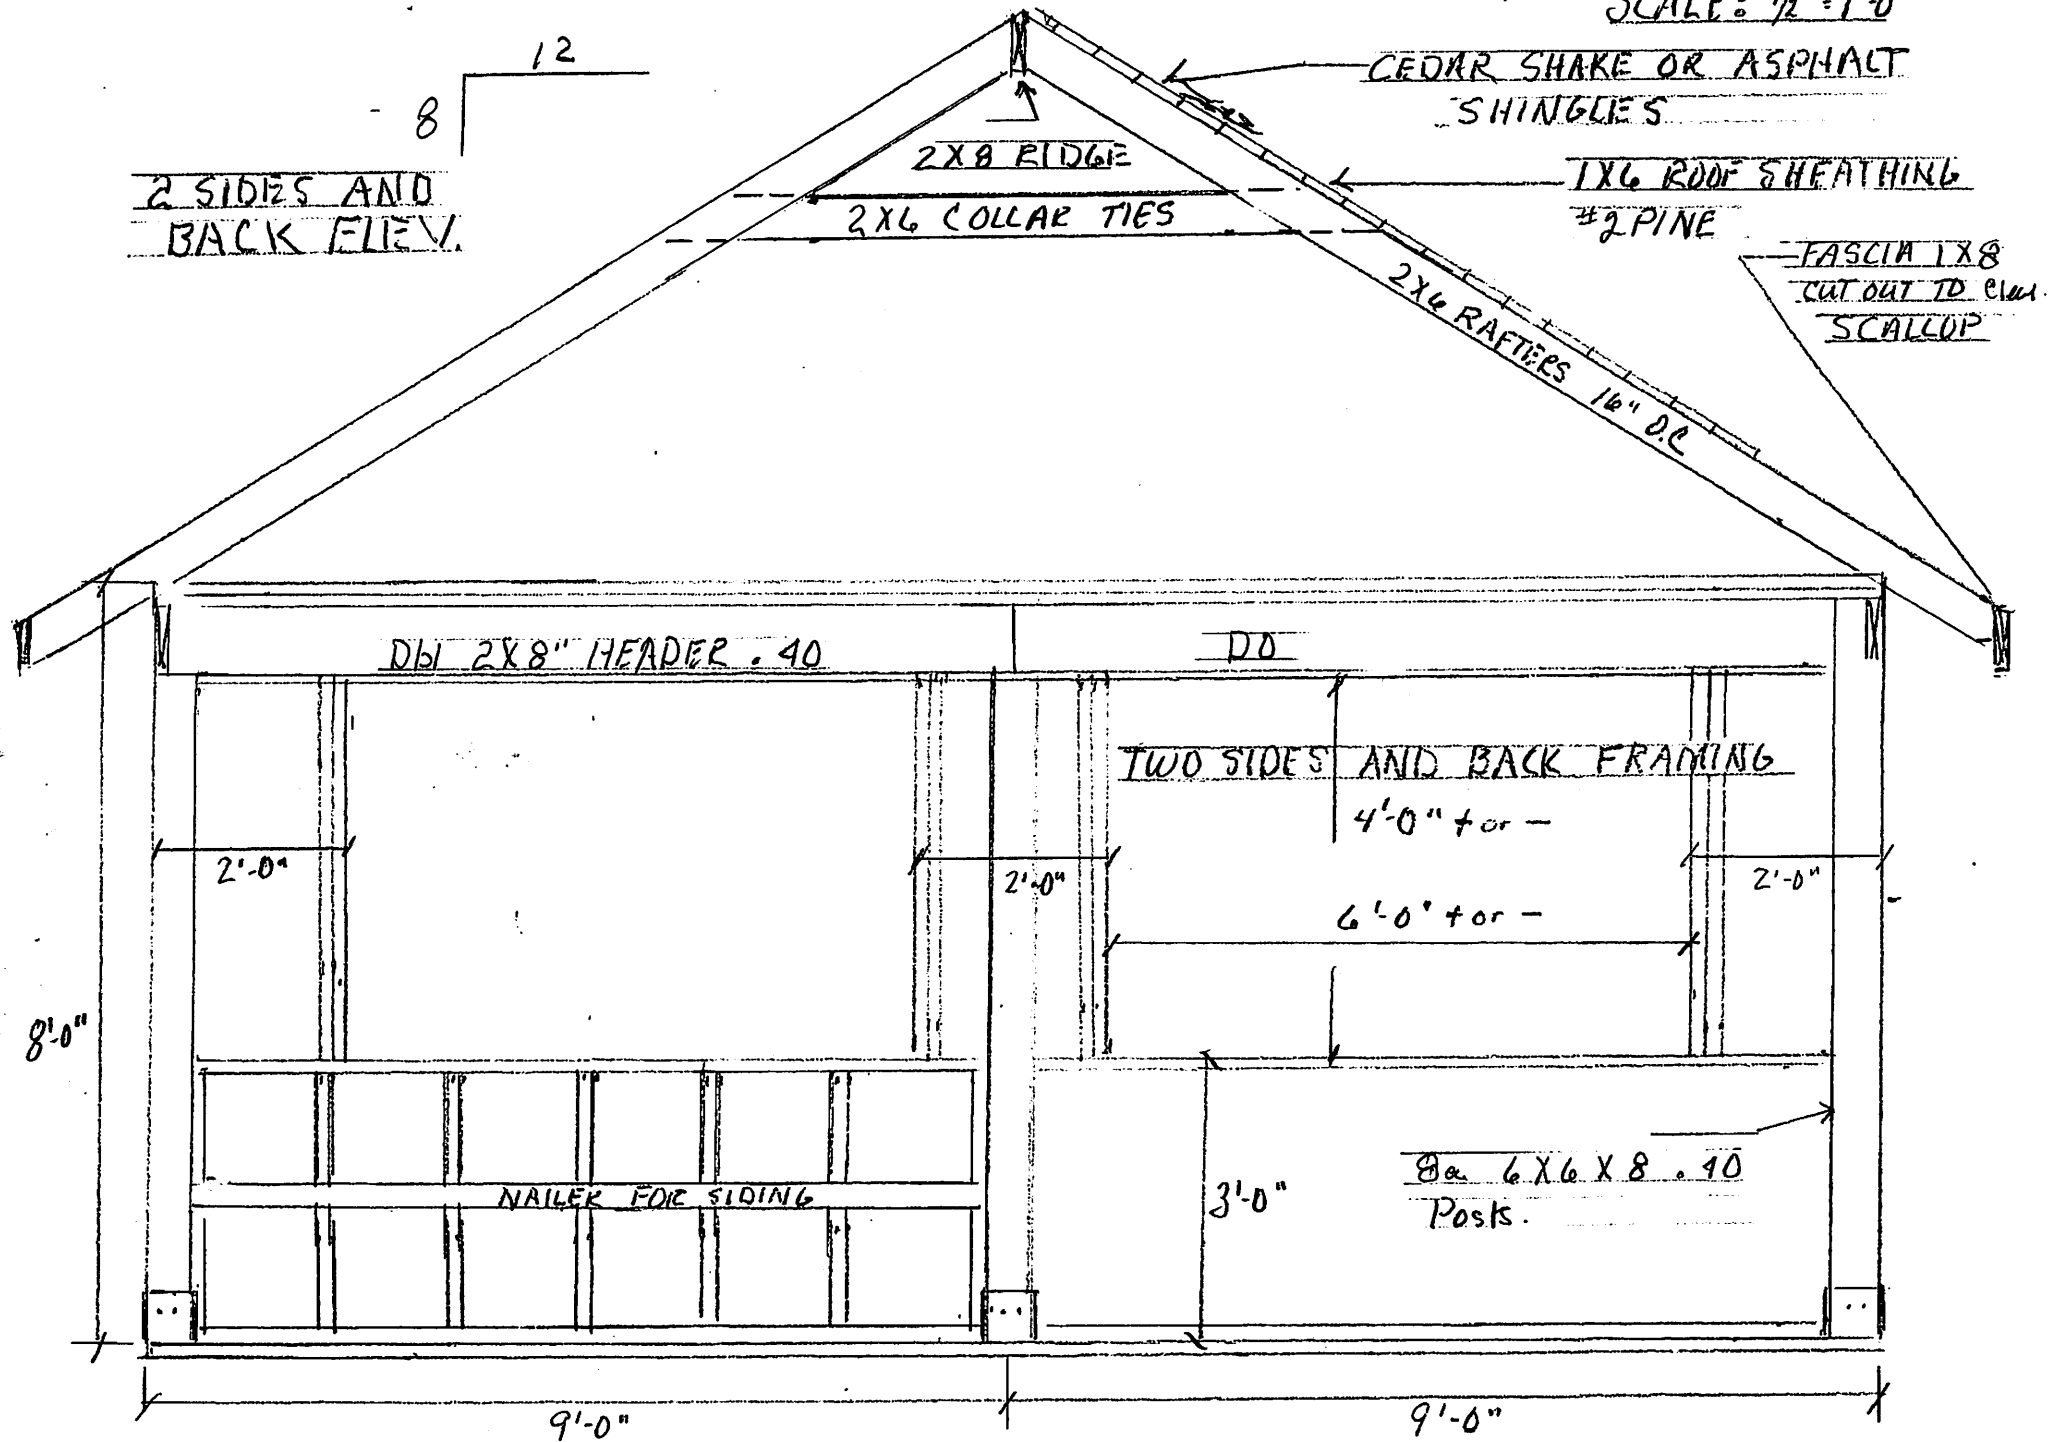 SCALE: 1/2"=1'-0
12
8
2 SIDES AND
BACK ELEV.
CEDAR SHAKE OR ASPHALT
SHINGLES
2X8 RIDGE
2X6 COLLAR TIES
1X6 ROOF SHEATHING
#2 PINE
FASCIA 1X8
CUT OUT TO
SCALLOP
2X6 RAFTERS 16" O.C
Dbl 2X8" HEADER .40
DO
TWO SIDES AND BACK FRAMING
4'-0" + or -
2'-0"
2'-0"
2'-0"
6'-0" + or -
8'-0"
NAILER FOR SIDING
3'-0"
8ea 6X6X8 .40
Posts.
9'-0"
9'-0"